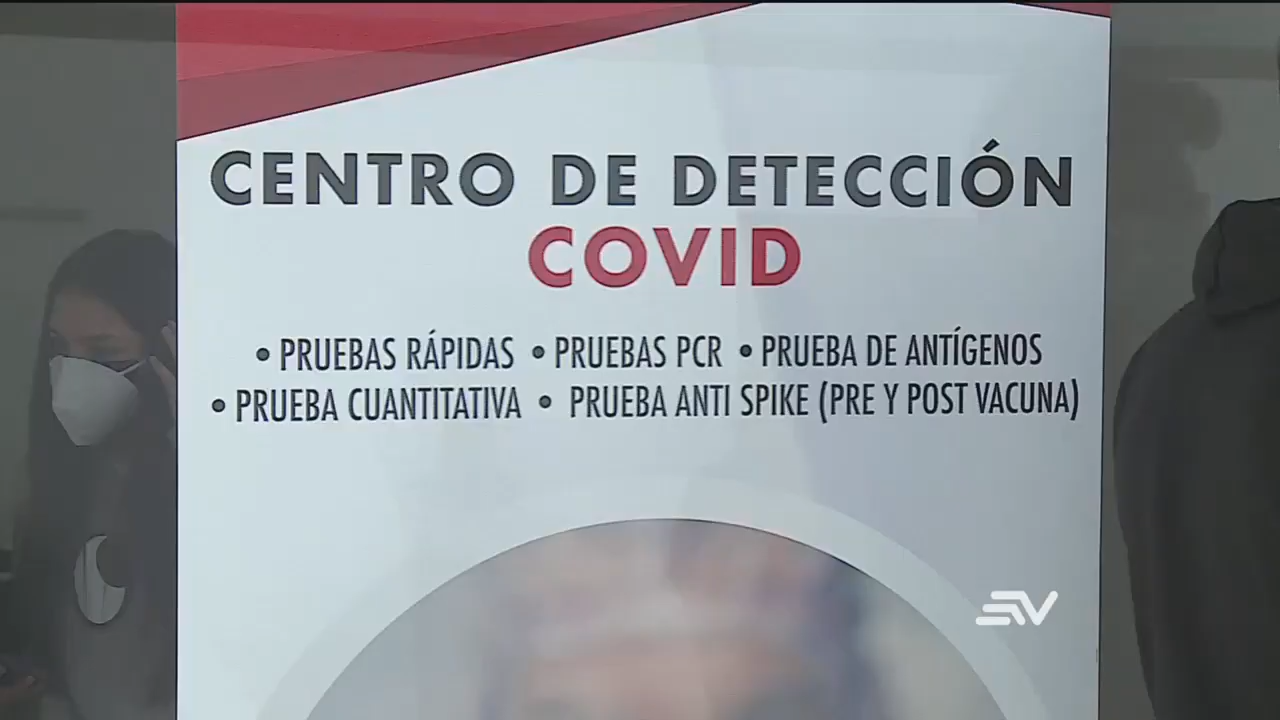 CENTRO DE DETECCIÓN
COVID
• PRUEBAS RÁPIDAS • PRUEBAS PCR • PRUEBA DE ANTÍGENOS
• PRUEBA CUANTITATIVA • PRUEBA ANTI SPIKE (PRE Y POST VACUNA)